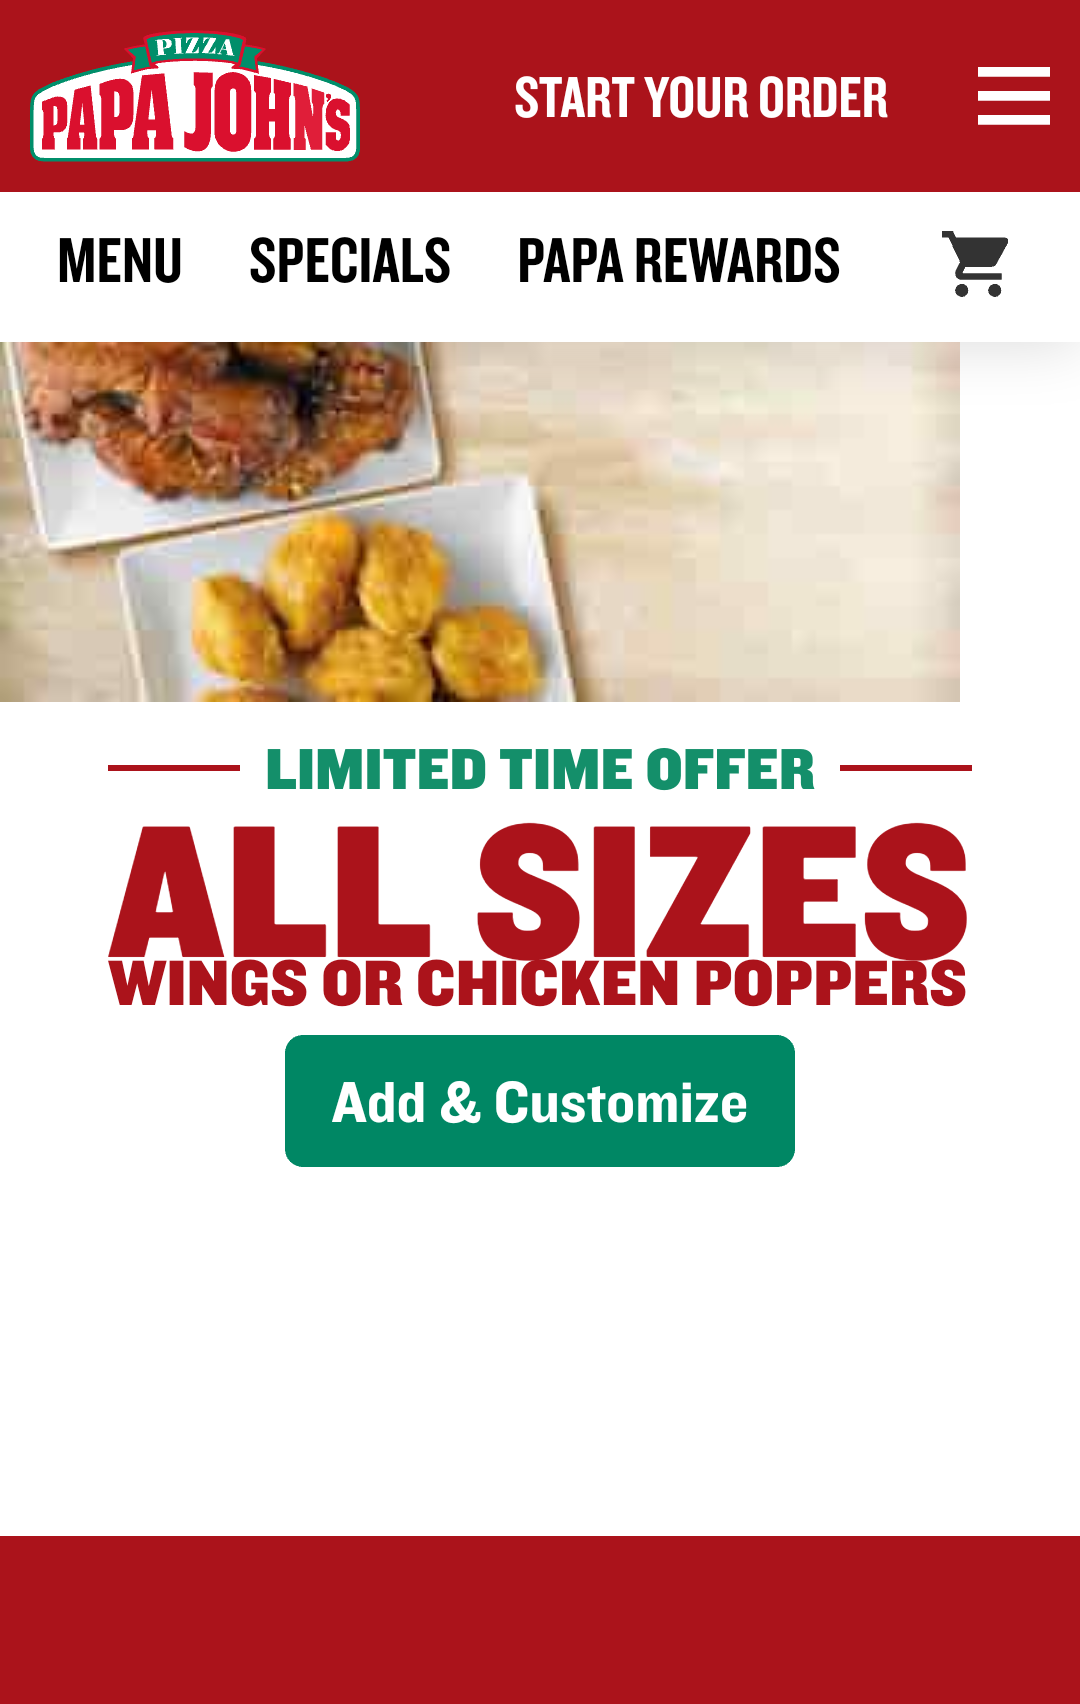 PIZZA
PAPA JOHN'S
START YOUR ORDER
MENU SPECIALS PAPA REWARDS
LIMITED TIME OFFER
ALL SIZES
WINGS OR CHICKEN POPPERS
Add & Customize